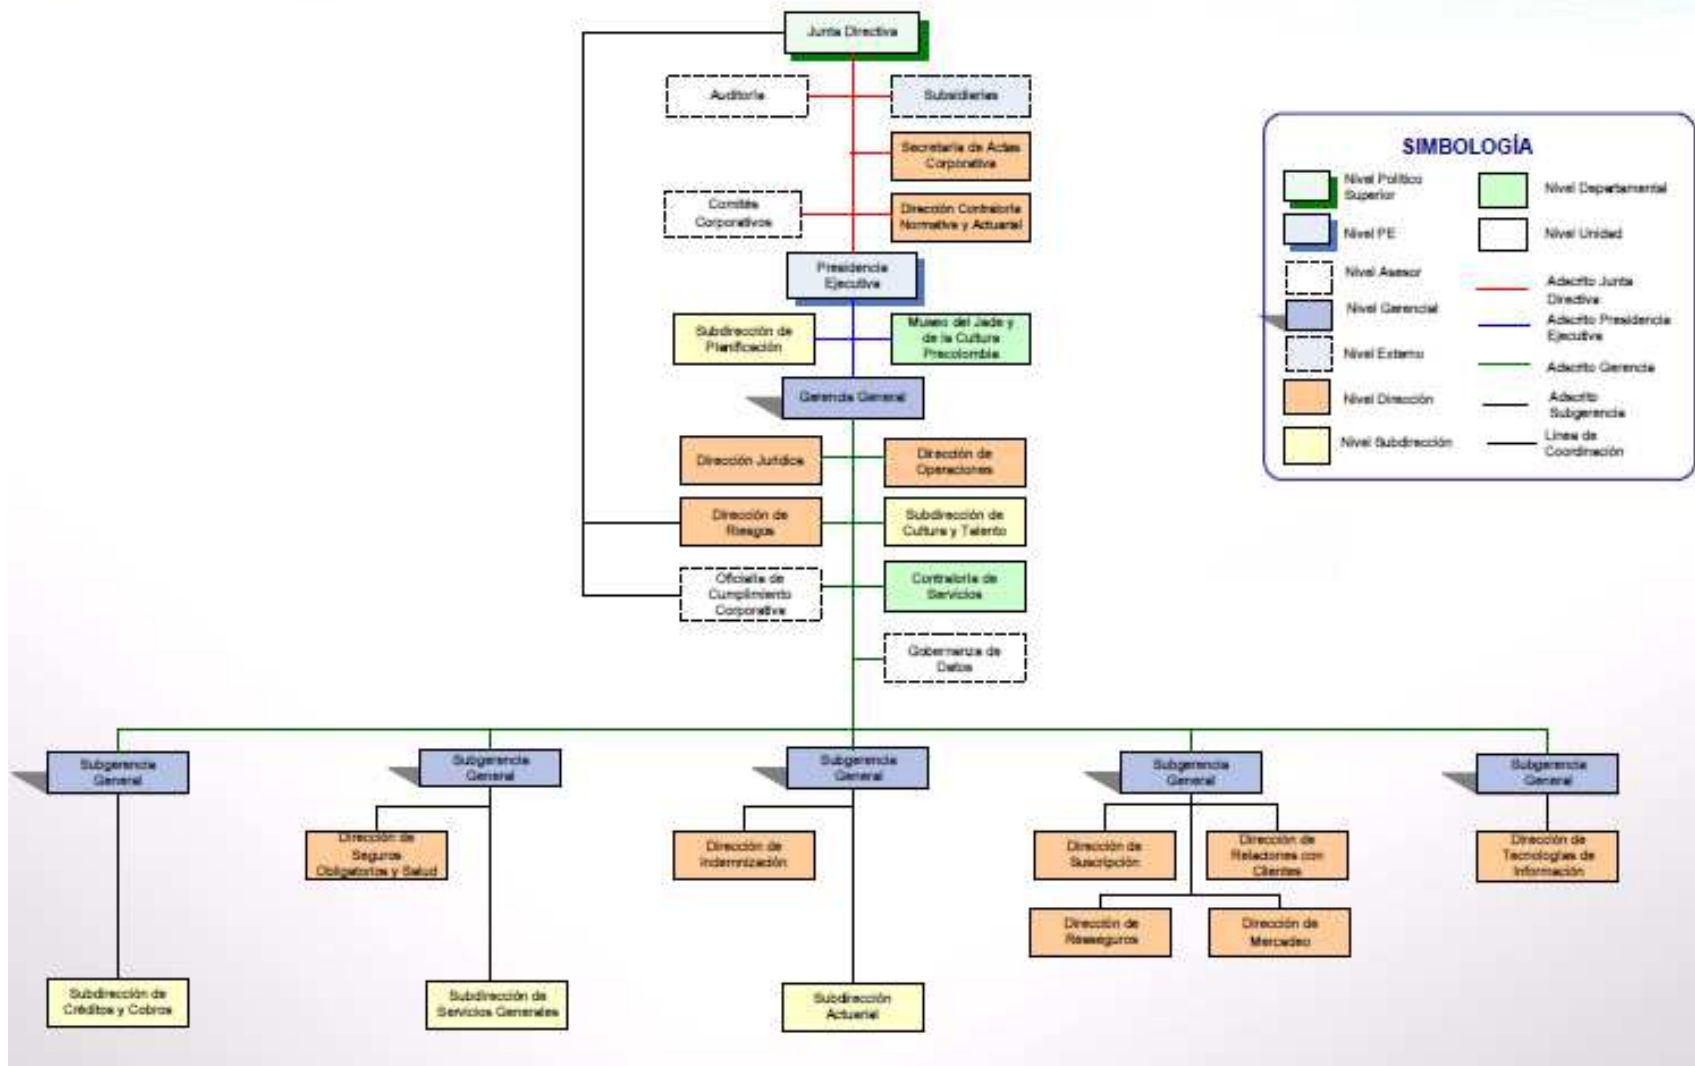 Junta Directiva
Auditoría
Subsidiarias
Secretaría de Actas
Corporativa
Comités
Corporativos
Dirección Contraloría
Normativa y Actuarial
Presidencia
Ejecutiva
Subdirección de
Planificación
Museo del Jade y
de la Cultura
Precolombia
Gerencia General
Dirección Jurídica
Dirección de
Operaciones
Dirección de
Riesgos
Subdirección de
Cultura y Talento
Oficialía de
Cumplimiento
Corporativa
Contraloría de
Servicios
Gobernanza de
Datos
Subgerencia
General
Subgerencia
General
Subgerencia
General
Subgerencia
General
Subgerencia
General
Dirección de
Seguros
Obligatorios y Salud
Dirección de
Indemnización
Dirección de
Suscripción
Dirección de
Relaciones con
Clientes
Dirección de
Tecnologías de
Información
Dirección de
Reaseguros
Dirección de
Mercadeo
Subdirección de
Créditos y Cobros
Subdirección de
Servicios Generales
Subdirección
Actuarial
SIMBOLOGÍA
Nivel Político
Superior
Nivel PE
Nivel Asesor
Nivel Gerencial
Nivel Externo
Nivel Dirección
Nivel Subdirección
Nivel Departamental
Nivel Unidad
Adscrito Junta
Directiva
Adscrito Presidencia
Ejecutiva
Adscrito Gerencia
Adscrito
Subgerencia
Línea de
Coordinación